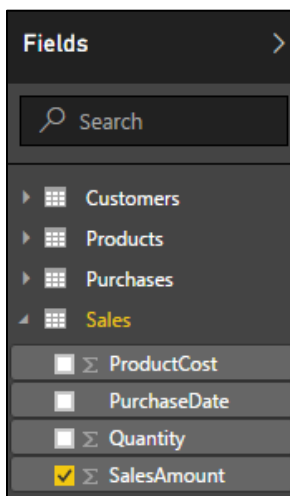 Fields
Search
Customers
Products
Purchases
Sales
ProductCost
PurchaseDate
Quantity
SalesAmount